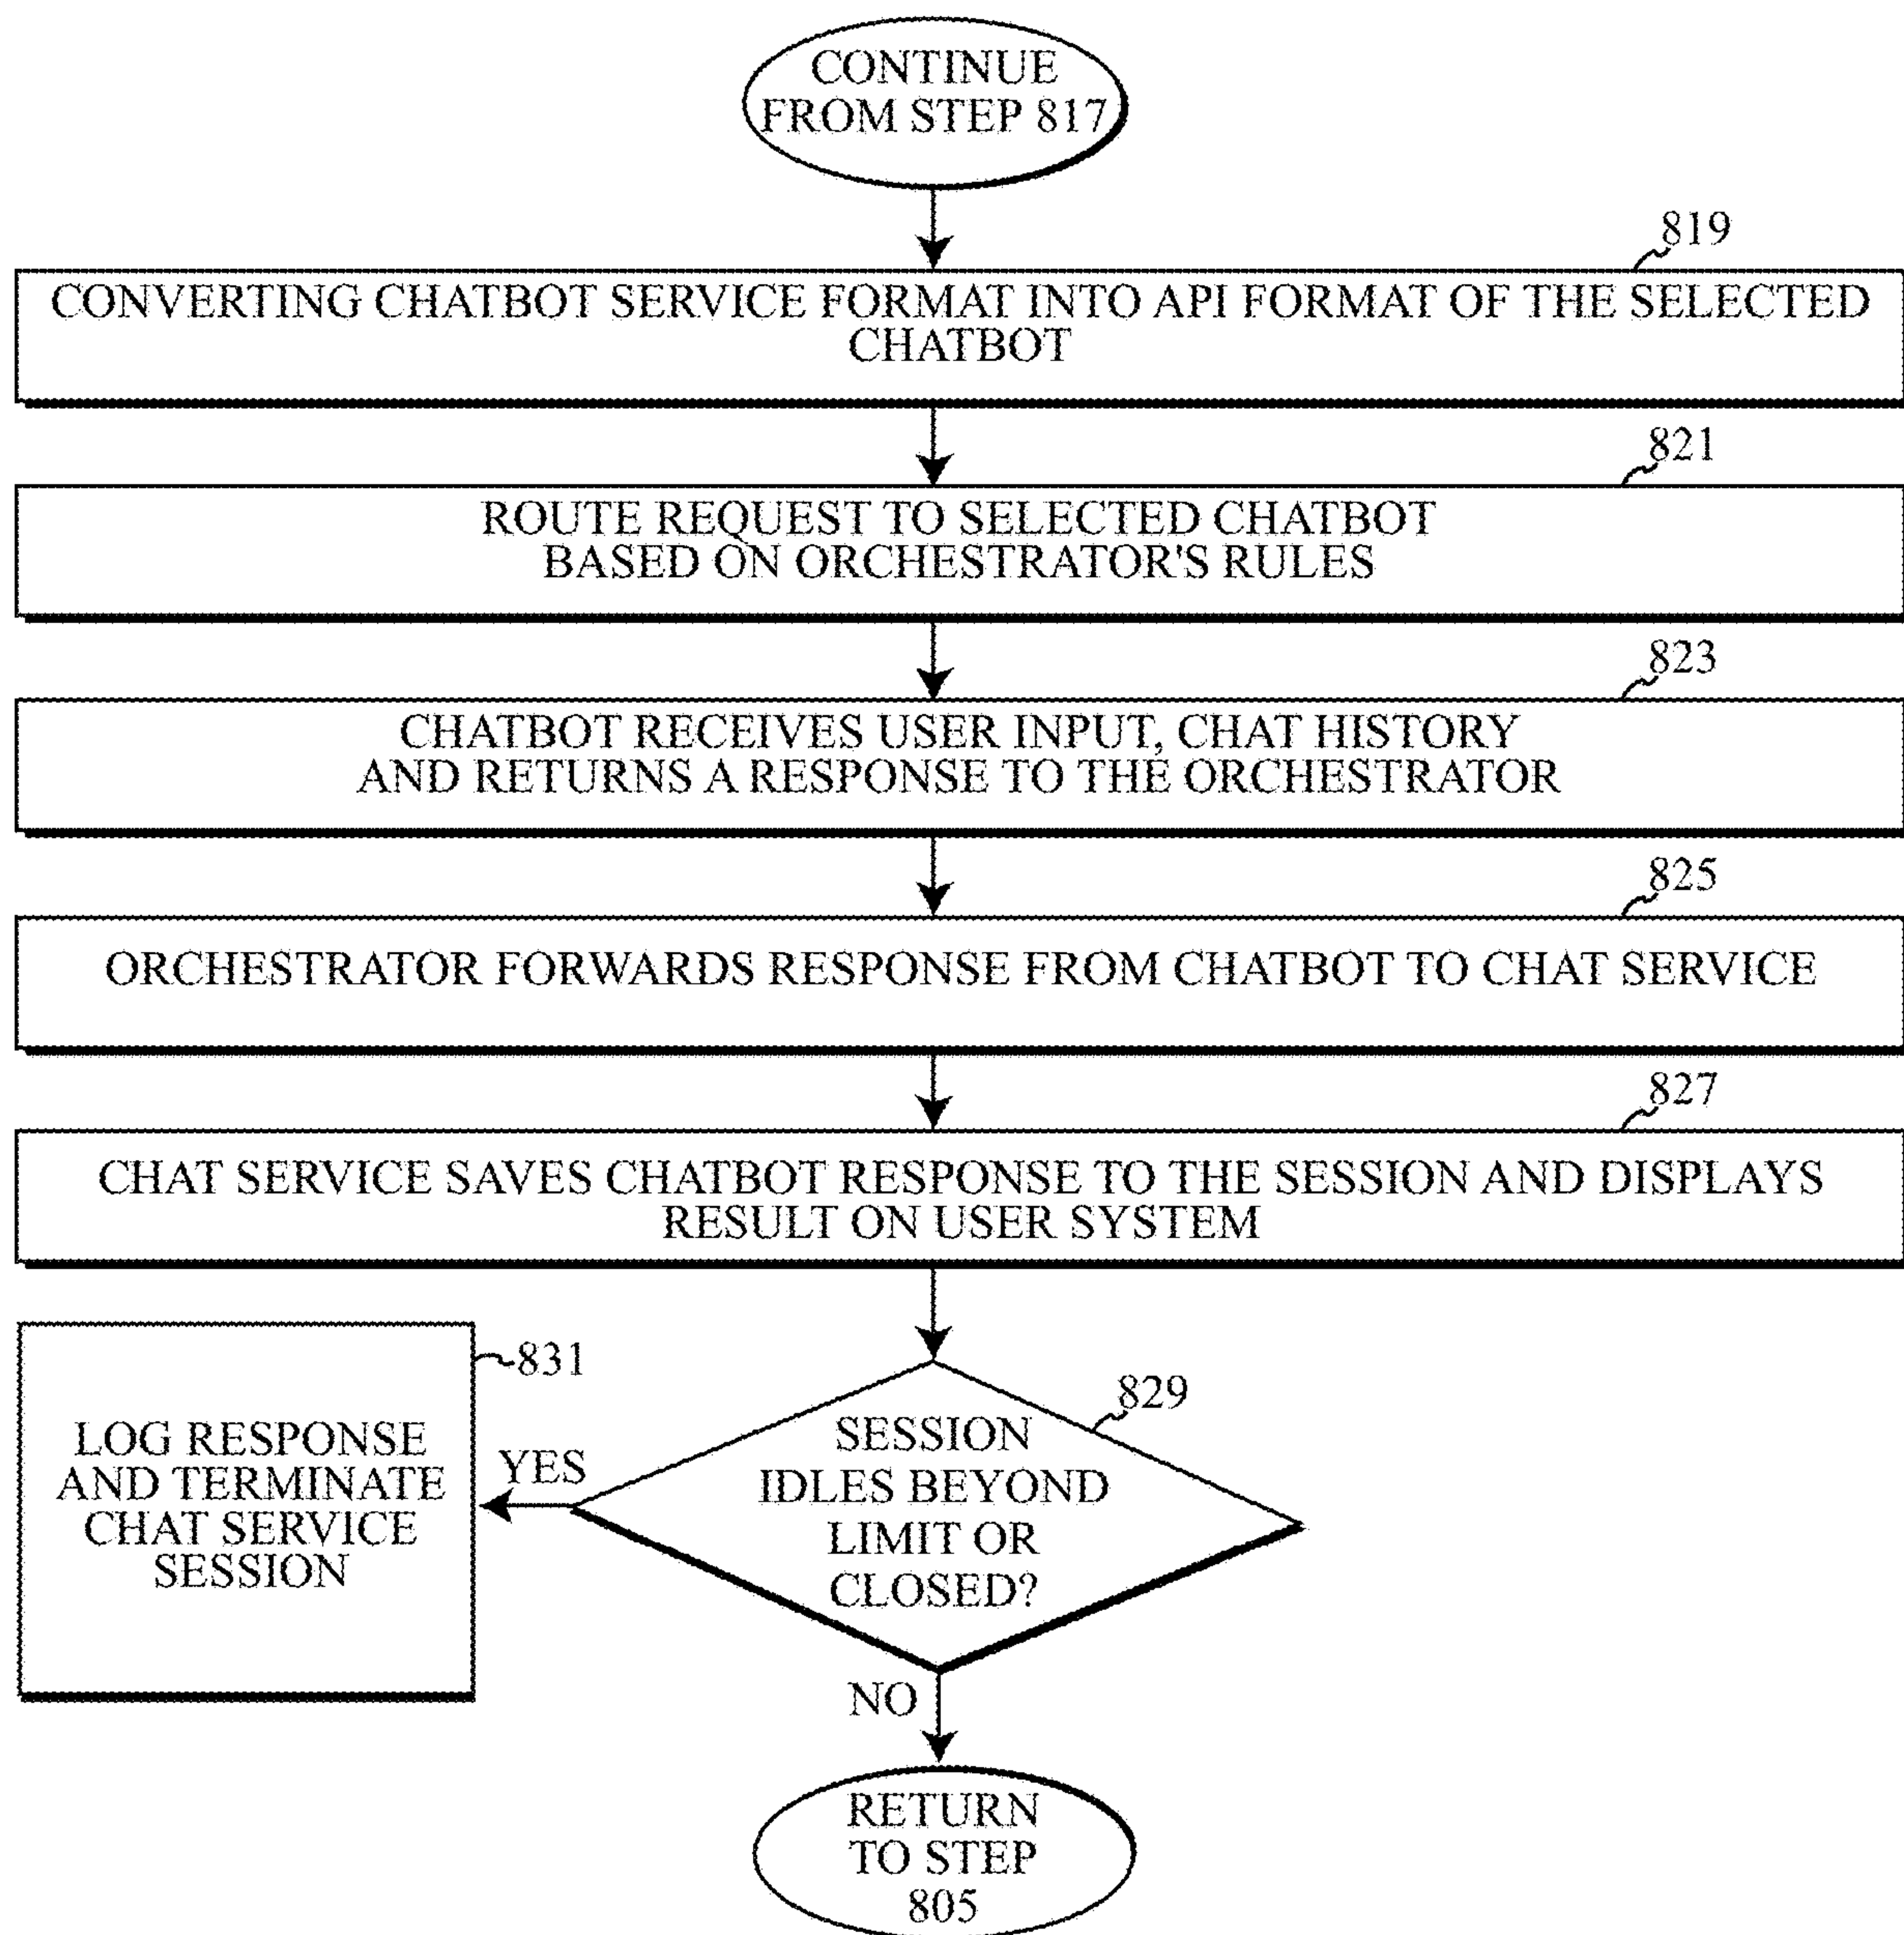 CONTINUE
FROM STEP 817
819
CONVERTING CHATBOT SERVICE FORMAT INTO API FORMAT OF THE SELECTED
CHATBOT
821
ROUTE REQUEST TO SELECTED CHATBOT
BASED ON ORCHESTRATOR'S RULES
823
CHATBOT RECEIVES USER INPUT, CHAT HISTORY
AND RETURNS A RESPONSE TO THE ORCHESTRATOR
825
ORCHESTRATOR FORWARDS RESPONSE FROM CHATBOT TO CHAT SERVICE
827
CHAT SERVICE SAVES CHATBOT RESPONSE TO THE SESSION AND DISPLAYS
RESULT ON USER SYSTEM
829
SESSION
IDLES BEYOND
LIMIT OR
CLOSED?
YES
831
LOG RESPONSE
AND TERMINATE
CHAT SERVICE
SESSION
NO
RETURN
TO STEP
805